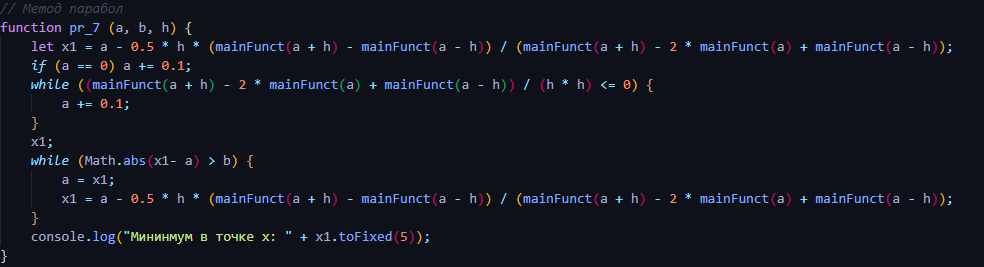 // Метод парабол
function pr_7 (a, b, h) {
    let x1 = a - 0.5 * h * (mainFunct(a + h) - mainFunct(a - h)) / (mainFunct(a + h) - 2 * mainFunct(a) + mainFunct(a - h));
    if (a == 0) a += 0.1;
    while ((mainFunct(a + h) - 2 * mainFunct(a) + mainFunct(a - h)) / (h * h) <= 0) {
        a += 0.1;
    }
    x1;
    while (Math.abs(x1- a) > b) {
        a = x1;
        x1 = a - 0.5 * h * (mainFunct(a + h) - mainFunct(a - h)) / (mainFunct(a + h) - 2 * mainFunct(a) + mainFunct(a - h));
    }
    console.log("Мининмум в точке x: " + x1.toFixed(5));
}